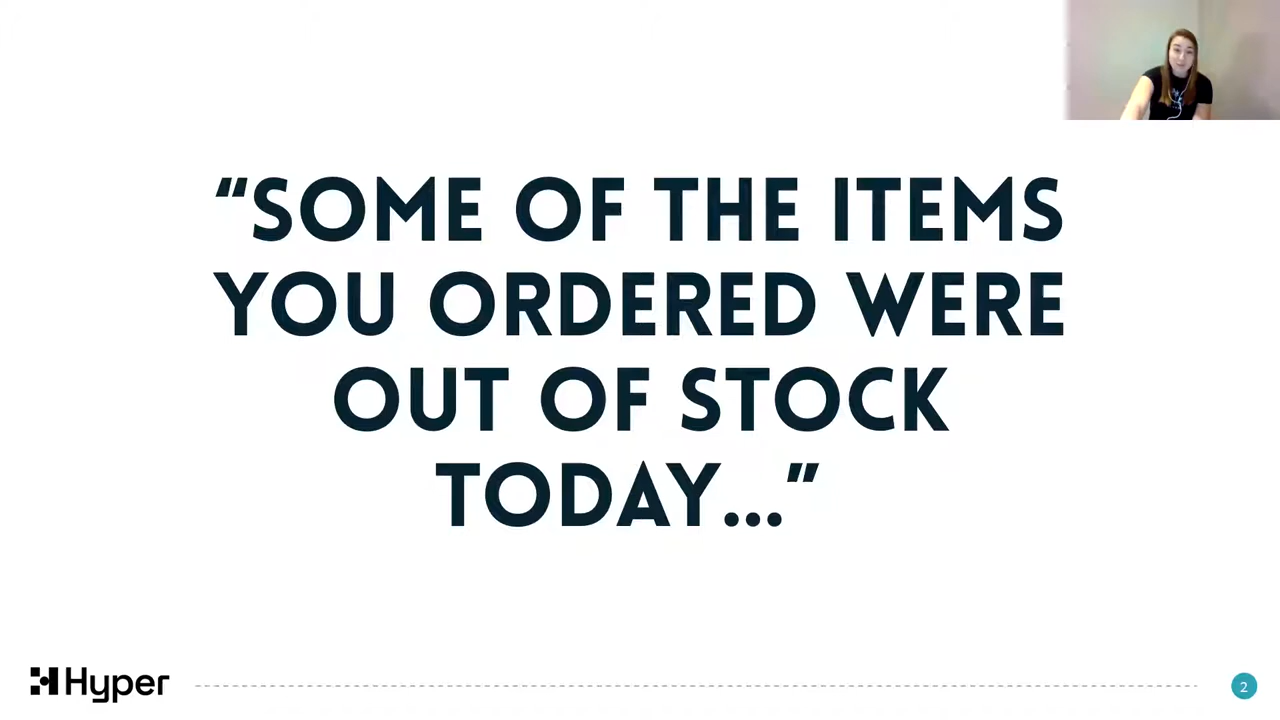 “SOME OF THE ITEMS
YOU ORDERED WERE
OUT OF STOCK
TODAY...”
Hyper
2